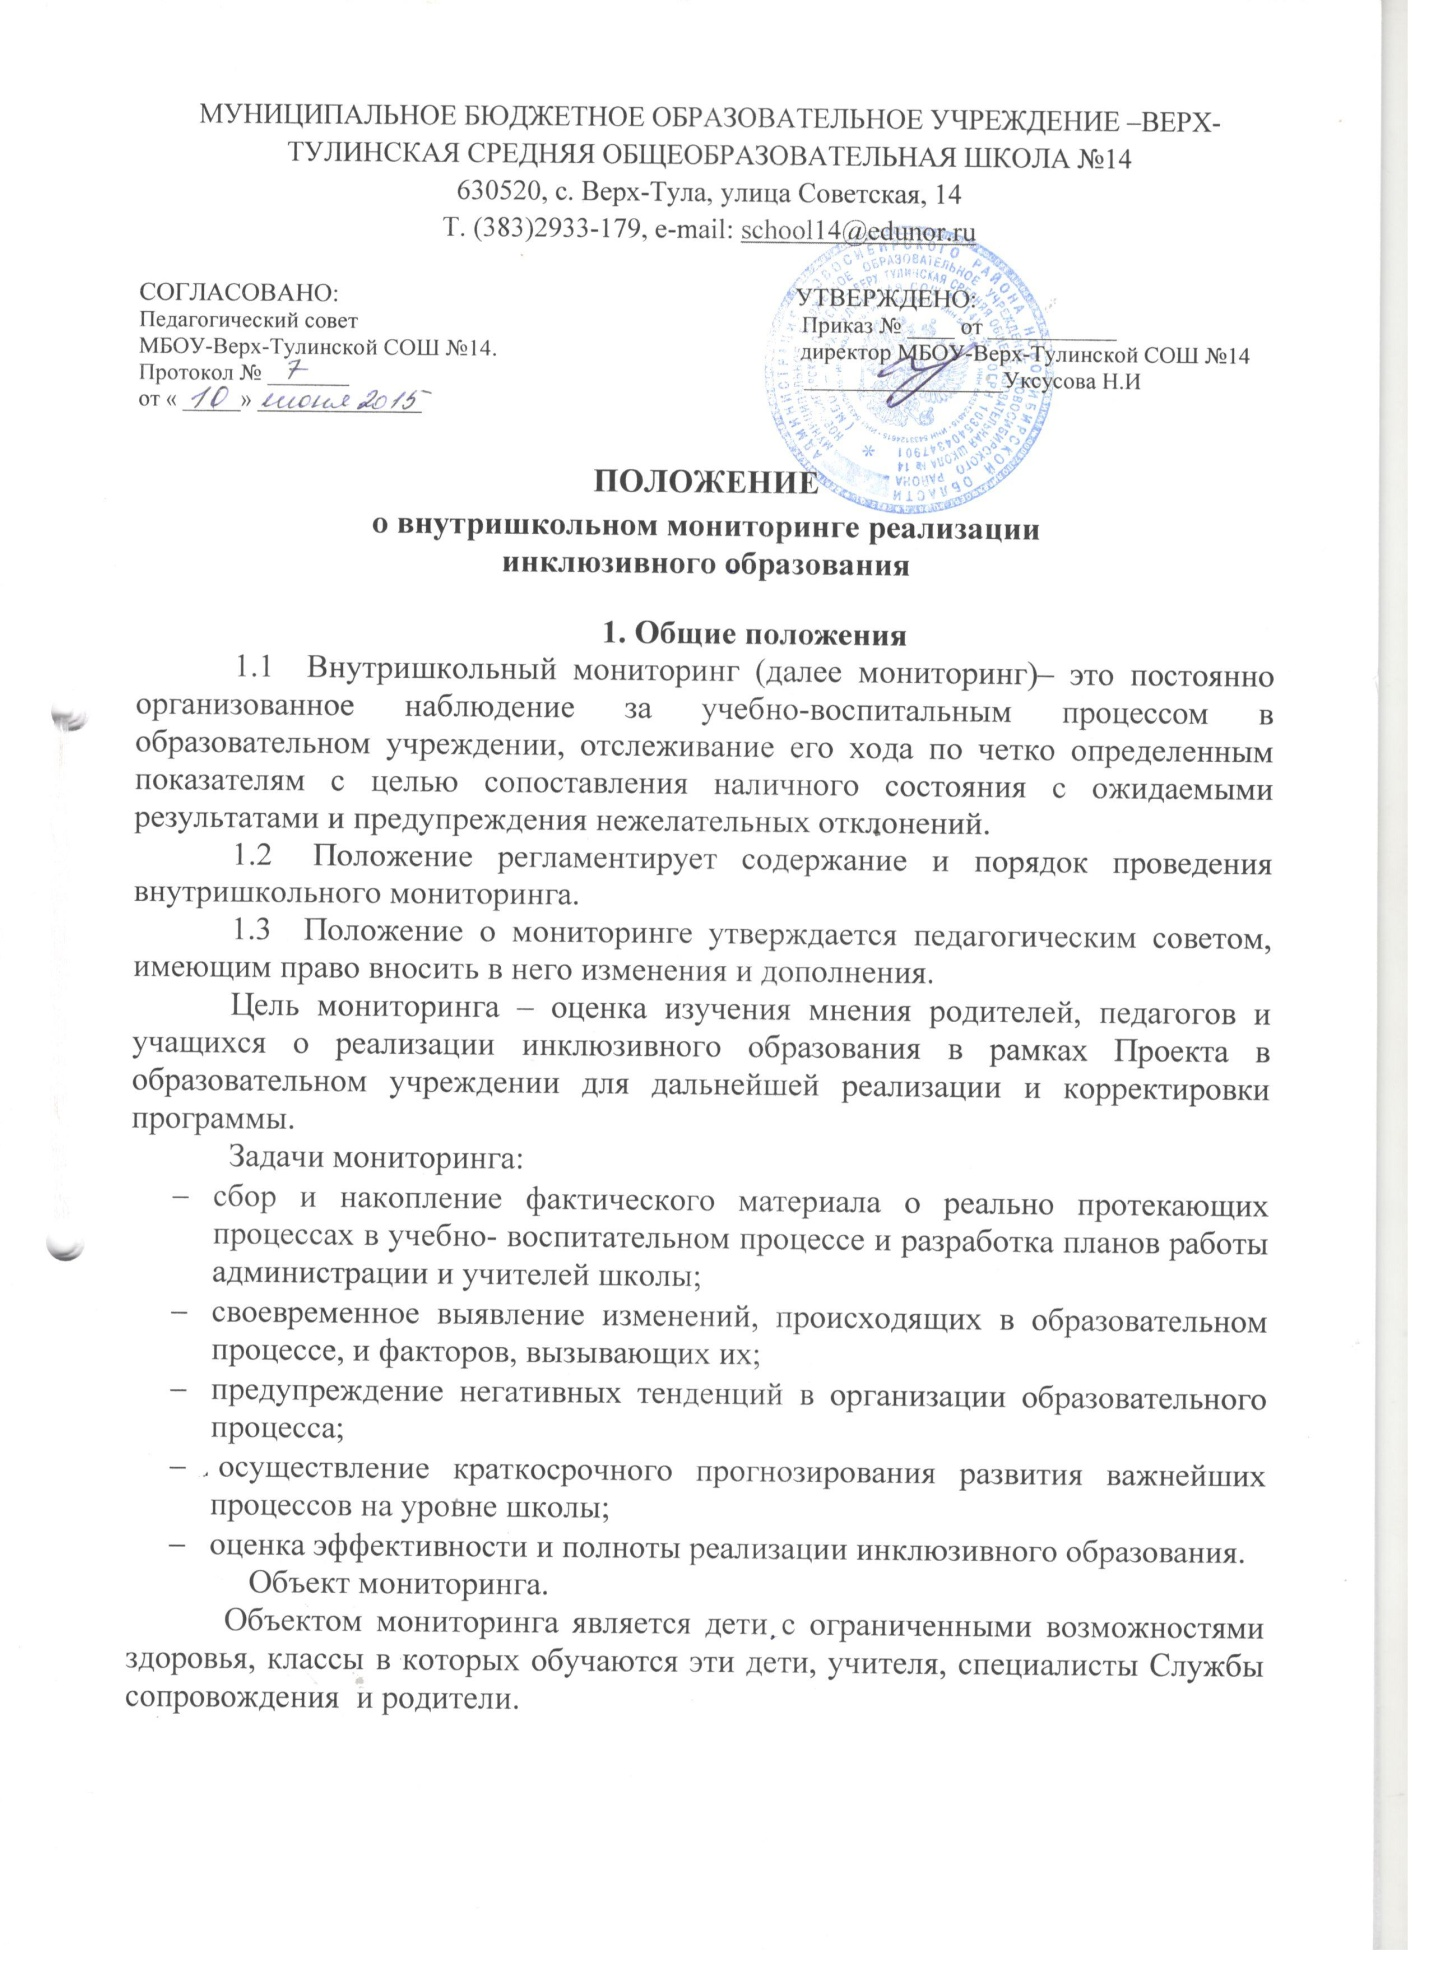 МУНИЦИПАЛЬНОЕ БЮДЖЕТНОЕ ОБРАЗОВАТЕЛЬНОЕ УЧРЕЖДЕНИЕ –ВЕРХ-
ТУЛИНСКАЯ СРЕДНЯЯ ОБЩЕОБРАЗОВАТЕЛЬНАЯ ШКОЛА №14
630520, с. Верх-Тула, улица Советская, 14
Т. (383)2933-179, e-mail: school14@edunor.ru
СОГЛАСОВАНО:
Педагогический совет
МБОУ-Верх-Тулинской СОШ №14.
Протокол № 7
от « 10 » июня 2015
УТВЕРЖДЕНО:
Приказ № ____ от ____________
директор МБОУ-Верх-Тулинской СОШ №14
________________Уксусова Н.И
ПОЛОЖЕНИЕ
о внутришкольном мониторинге реализации
инклюзивного образования
1. Общие положения
1.1 Внутришкольный мониторинг (далее мониторинг)– это постоянно
организованное наблюдение за учебно-воспитальным процессом в
образовательном учреждении, отслеживание его хода по четко определенным
показателям с целью сопоставления наличного состояния с ожидаемыми
результатами и предупреждения нежелательных отклонений.
1.2 Положение регламентирует содержание и порядок проведения
внутришкольного мониторинга.
1.3 Положение о мониторинге утверждается педагогическим советом,
имеющим право вносить в него изменения и дополнения.
Цель мониторинга – оценка изучения мнения родителей, педагогов и
учащихся о реализации инклюзивного образования в рамках Проекта в
образовательном учреждении для дальнейшей реализации и корректировки
программы.
Задачи мониторинга:
– сбор и накопление фактического материала о реально протекающих
процессах в учебно- воспитательном процессе и разработка планов работы
администрации и учителей школы;
– своевременное выявление изменений, происходящих в образовательном
процессе, и факторов, вызывающих их;
– предупреждение негативных тенденций в организации образовательного
процесса;
– осуществление краткосрочного прогнозирования развития важнейших
процессов на уровне школы;
– оценка эффективности и полноты реализации инклюзивного образования.
Объект мониторинга.
Объектом мониторинга является дети с ограниченными возможностями
здоровья, классы в которых обучаются эти дети, учителя, специалисты Службы
сопровождения и родители.